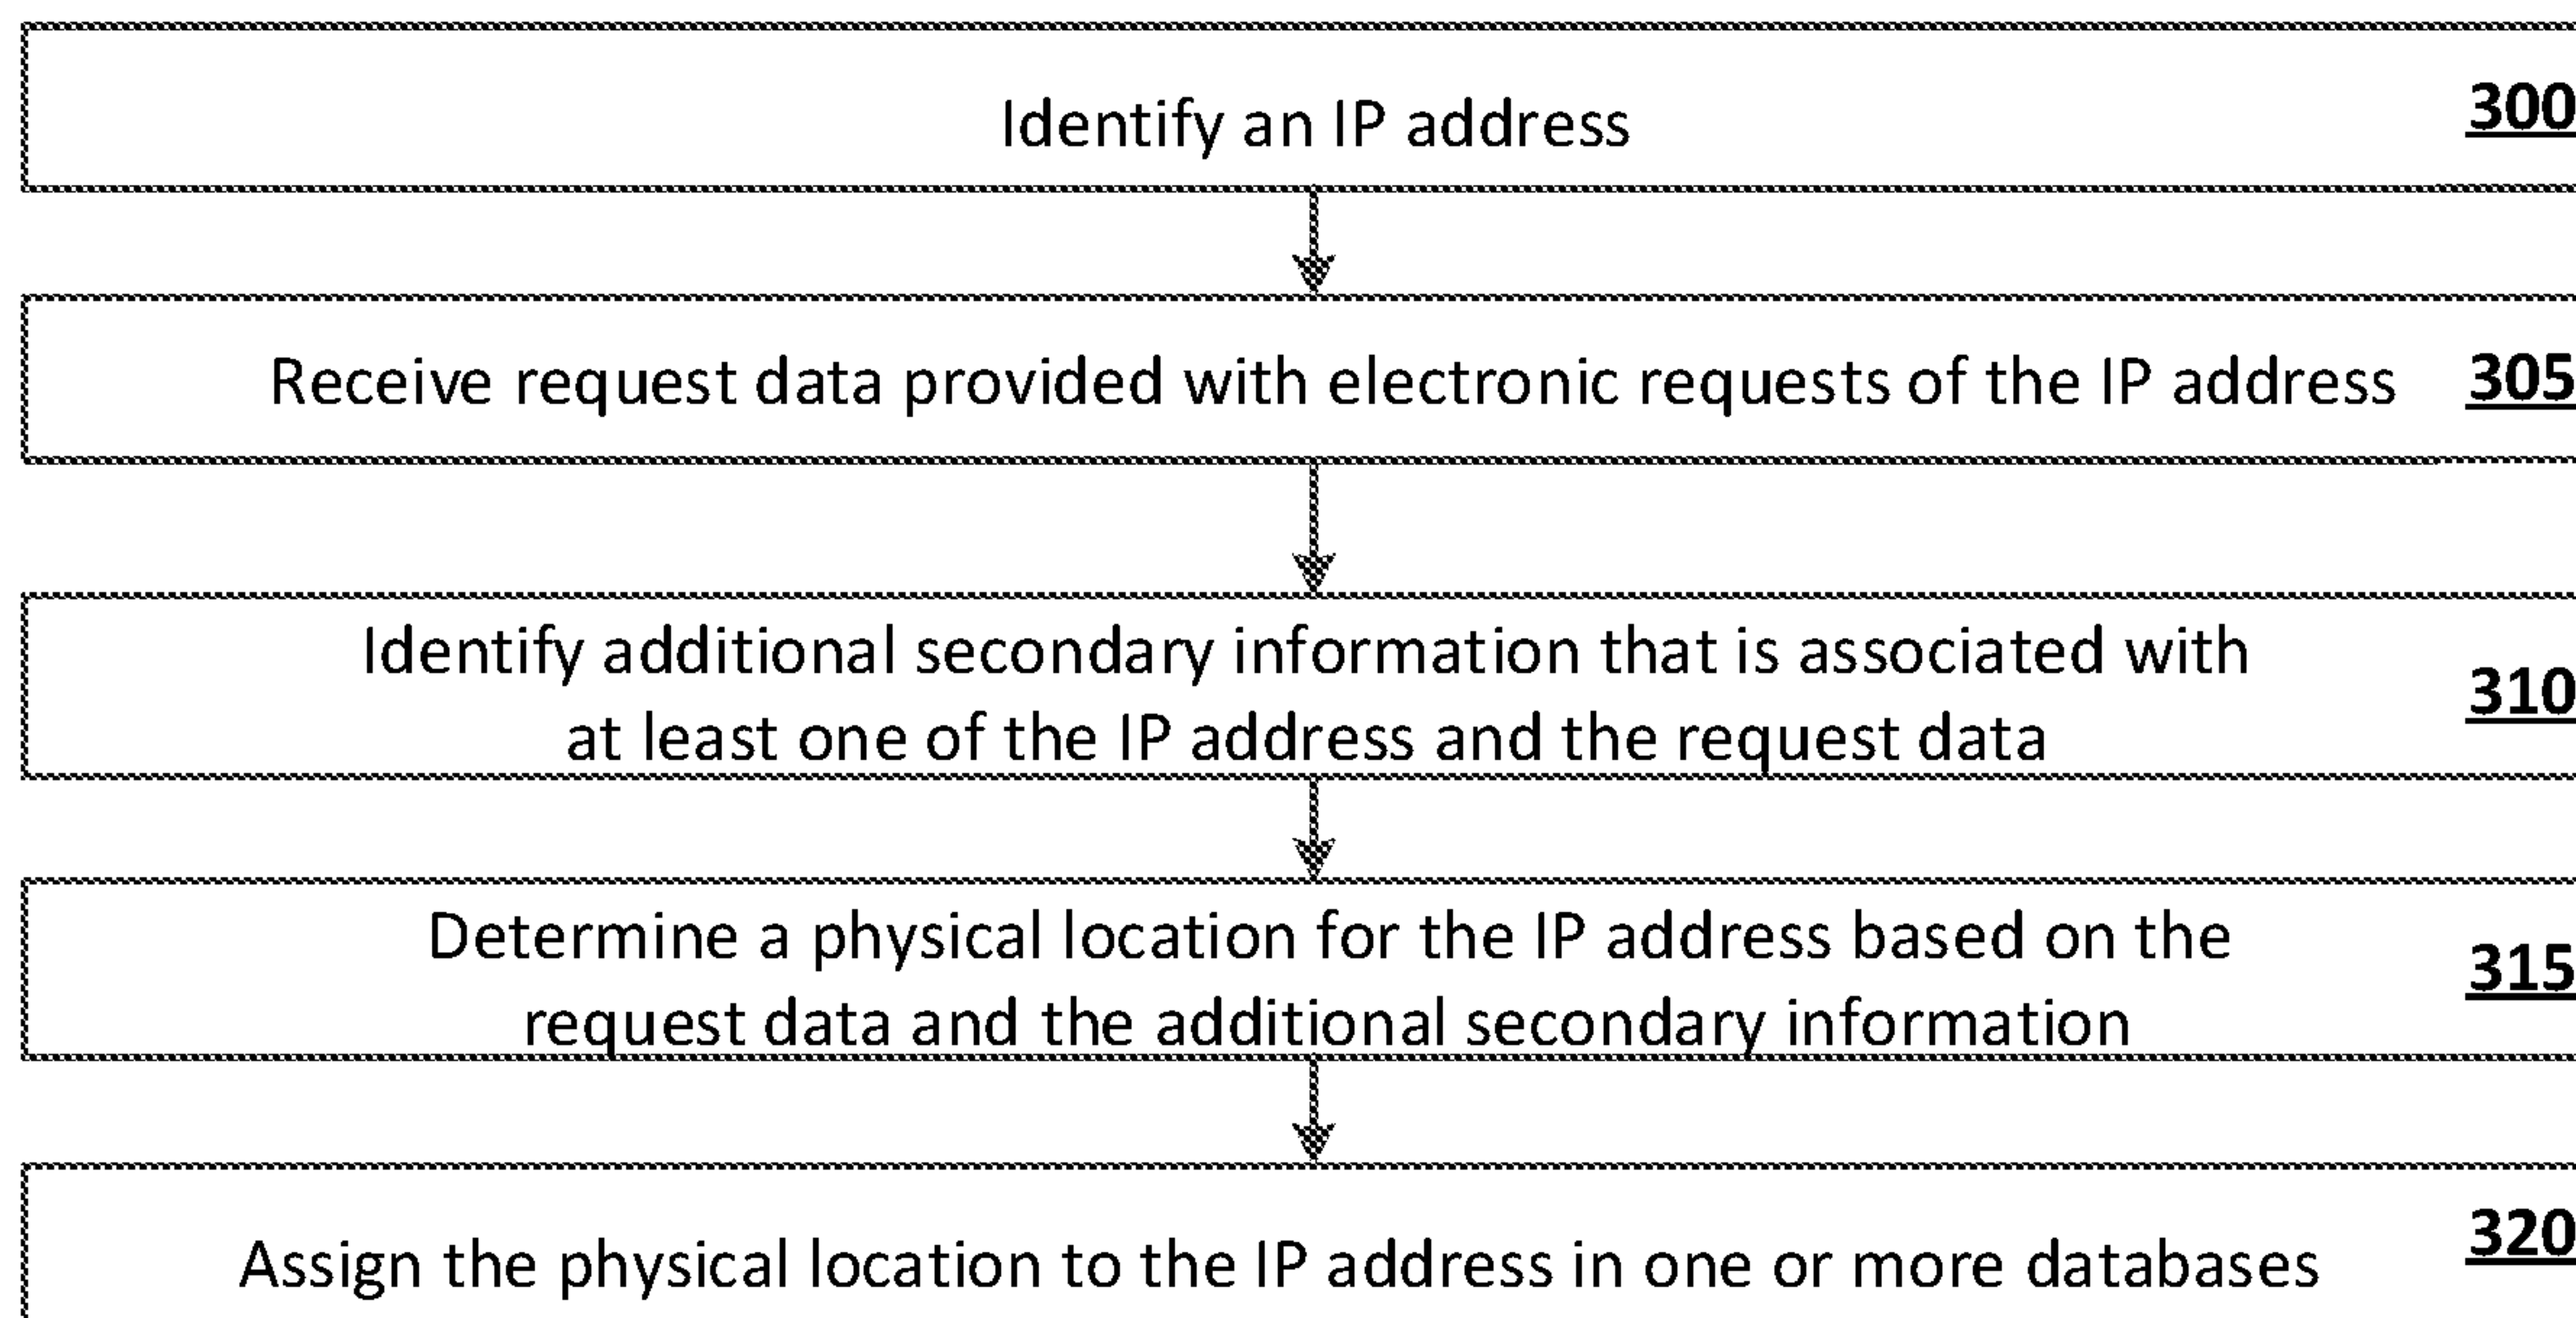 Identify an IP address 300
Receive request data provided with electronic requests of the IP address 305
Identify additional secondary information that is associated with
at least one of the IP address and the request data
310
Determine a physical location for the IP address based on the
request data and the additional secondary information
315
Assign the physical location to the IP address in one or more databases 320